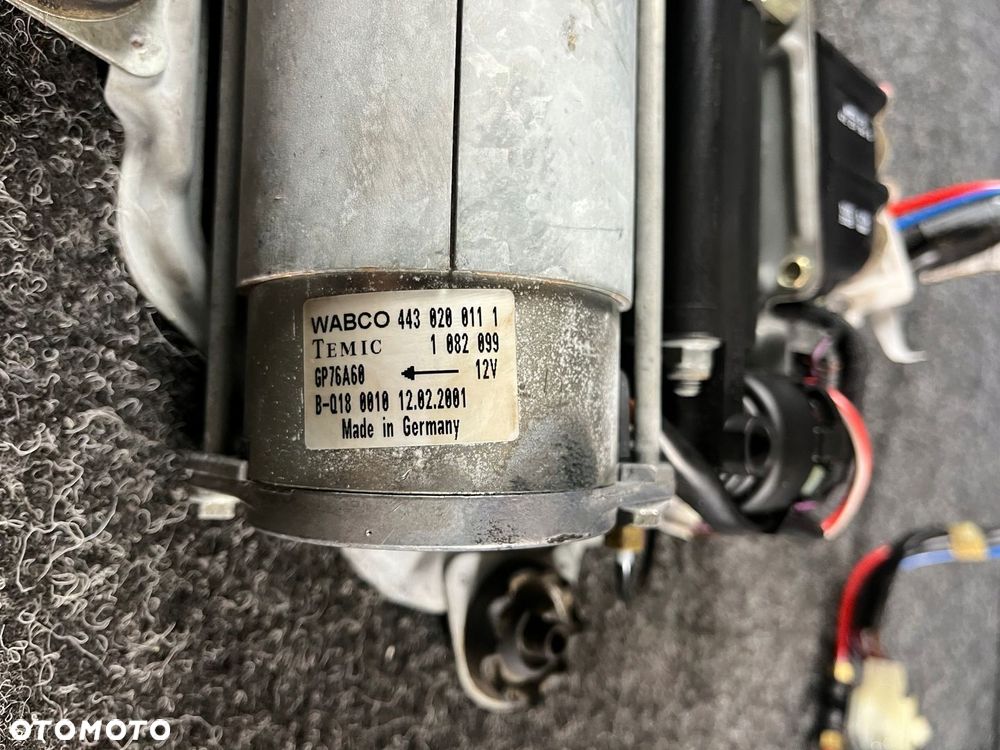 WABCO 443 020 011 1
TEMIC 1 082 099
GP76A60 12V
B-Q18 0010 12.02.2001
Made in Germany
OTOMOTO